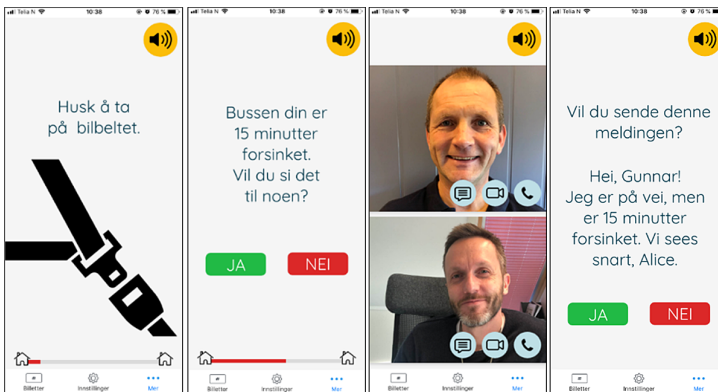 Telia N
10:38
76 %
Husk å ta
på bilbeltet.
Billetter
Innstillinger
Mer
Telia N
10:38
76 %
Bussen din er
15 minutter
forsinket.
Vil du si det
til noen?
JA
NEI
Billetter
Innstillinger
Mer
Telia N
10:38
76 %
Billetter
Innstillinger
Mer
Telia N
10:38
76 %
Vil du sende denne
meldingen?
Hei, Gunnar!
Jeg er på vei, men
er 15 minutter
forsinket. Vi sees
snart, Alice.
JA
NEI
Billetter
Innstillinger
Mer